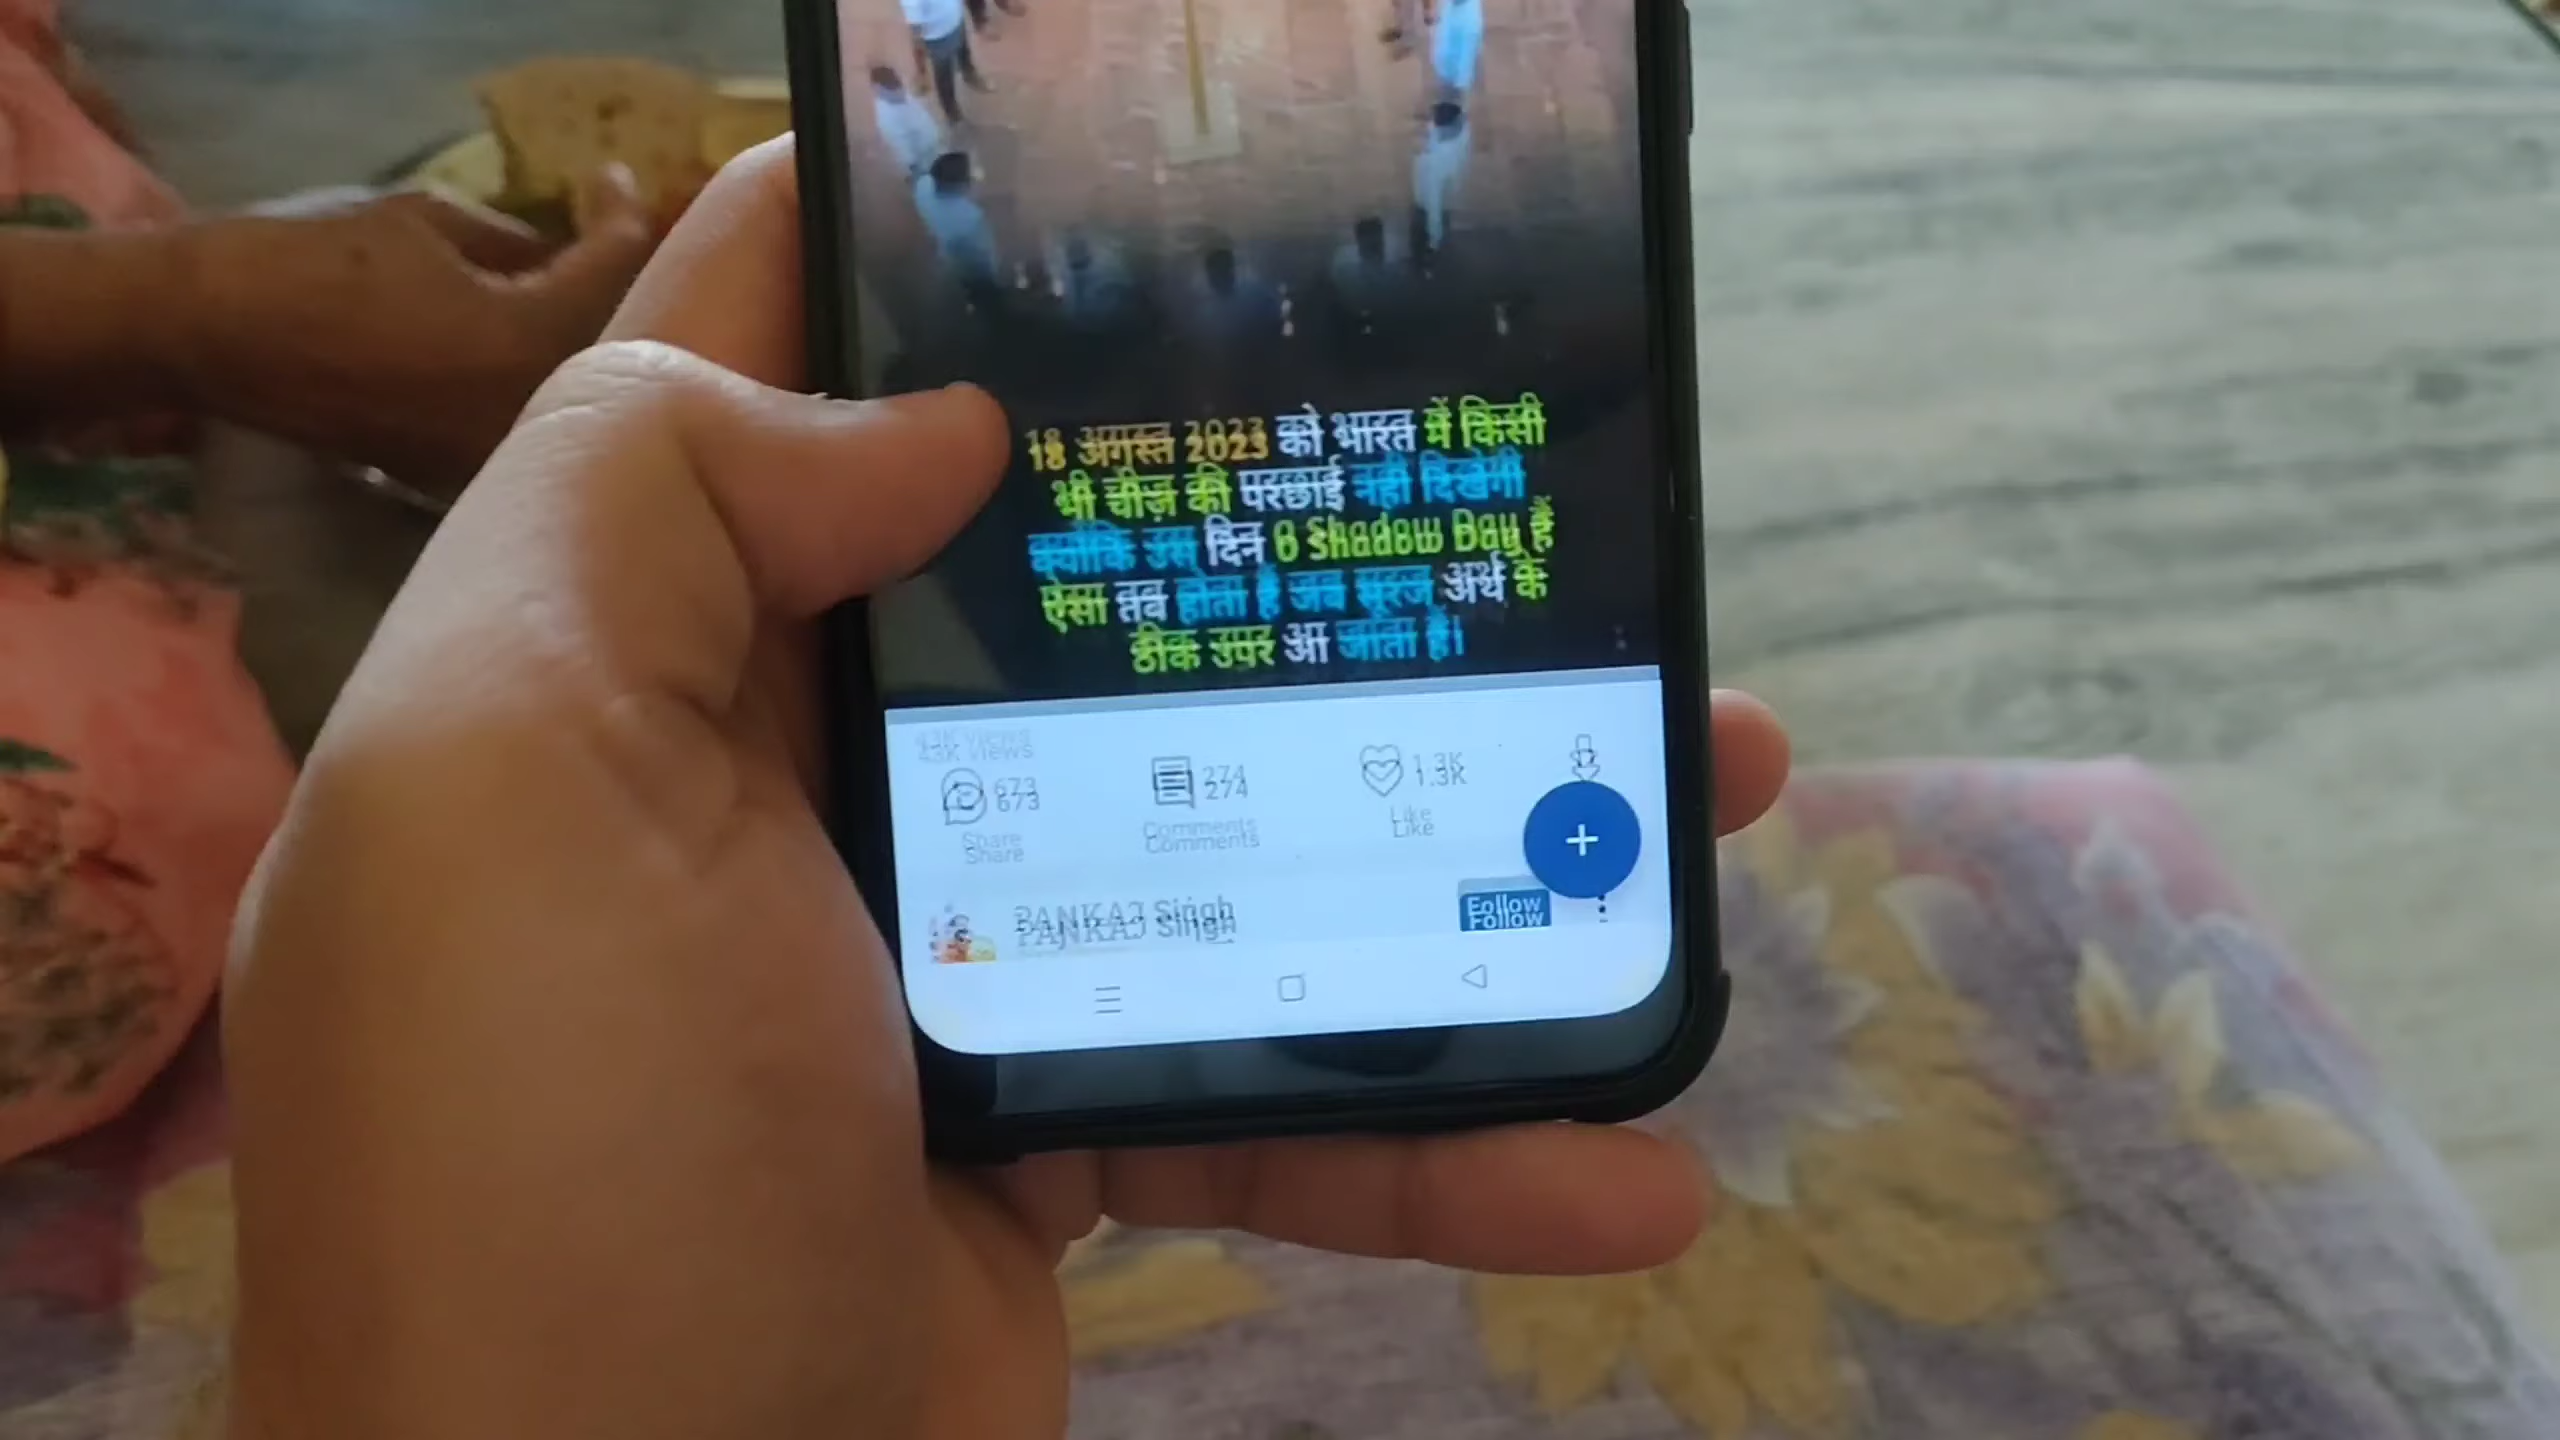 18 अगस्त 2023 को भारत में किसी
भी चीज़ की परछाई नही दिखेगी
क्योंकि उस दिन 0 Shadow Day हैं
ऐसा तब होता है जब सूरज अर्थ के
ठीक उपर आ जाता हैं।
43K views
673 274 1.3K
Share Comments Like
PANKAJ Singh Follow